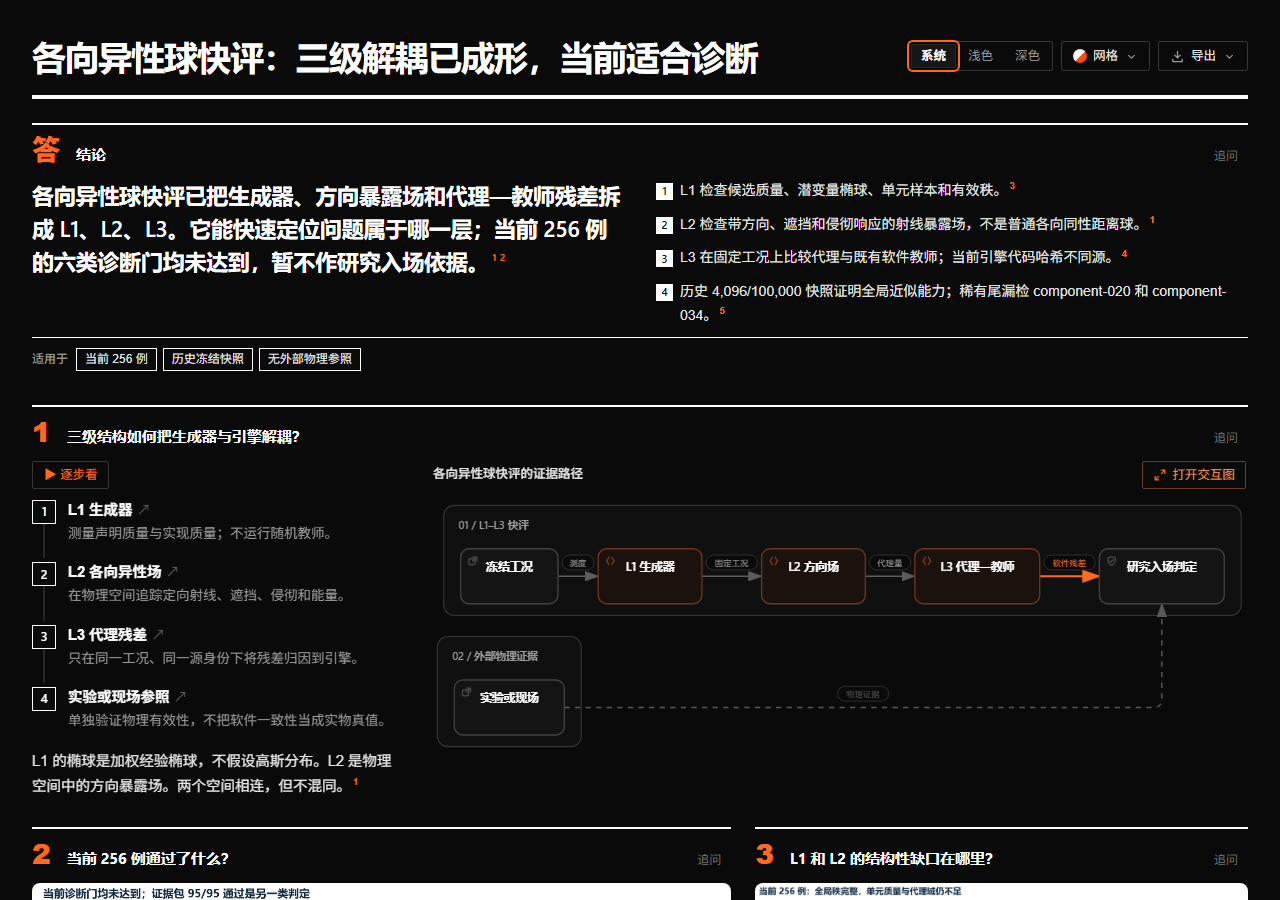 各向异性球快评：三级解耦已成形，当前适合诊断
系统 浅色 深色 网格 导出
答 结论 追问
各向异性球快评已把生成器、方向暴露场和代理—教师残差拆
成 L1、L2、L3。它能快速定位问题属于哪一层；当前 256 例
的六类诊断门均未达到，暂不作研究入场依据。 1 2
1 L1 检查候选质量、潜变量椭球、单元样本和有效秩。 3
2 L2 检查带方向、遮挡和侵彻响应的射线暴露场，不是普通各向同性距离球。 1
3 L3 在固定工况上比较代理与既有软件教师；当前引擎代码哈希不同源。 4
4 历史 4,096/100,000 快照证明全局近似能力；稀有尾漏检 component-020 和 component-
034。 5
适用于 当前 256 例 历史冻结快照 无外部物理参照
1 三级结构如何把生成器与引擎解耦？ 追问
逐步看
1 L1 生成器
测量声明质量与实现质量；不运行随机教师。
2 L2 各向异性场
在物理空间追踪定向射线、遮挡、侵彻和能量。
3 L3 代理残差
只在同一工况、同一源身份下将残差归因到引擎。
4 实验或现场参照
单独验证物理有效性，不把软件一致性当成实物真值。
L1 的椭球是加权经验椭球，不假设高斯分布。L2 是物理
空间中的方向暴露场。两个空间相连，但不混同。 1
各向异性球快评的证据路径
打开交互图
01 / L1–L3 快评
冻结工况 测度 L1 生成器 固定工况 L2 方向场 代理量 L3 代理—教师 软件残差 研究入场判定
02 / 外部物理证据
实验或现场
物理证据
2 当前 256 例通过了什么？ 追问
当前诊断门均未达到；证据包 95/95 通过是另一类判定
3 L1 和 L2 的结构性缺口在哪里？ 追问
当前 256 例：全局秩完整，单元质量与代理域仍不足